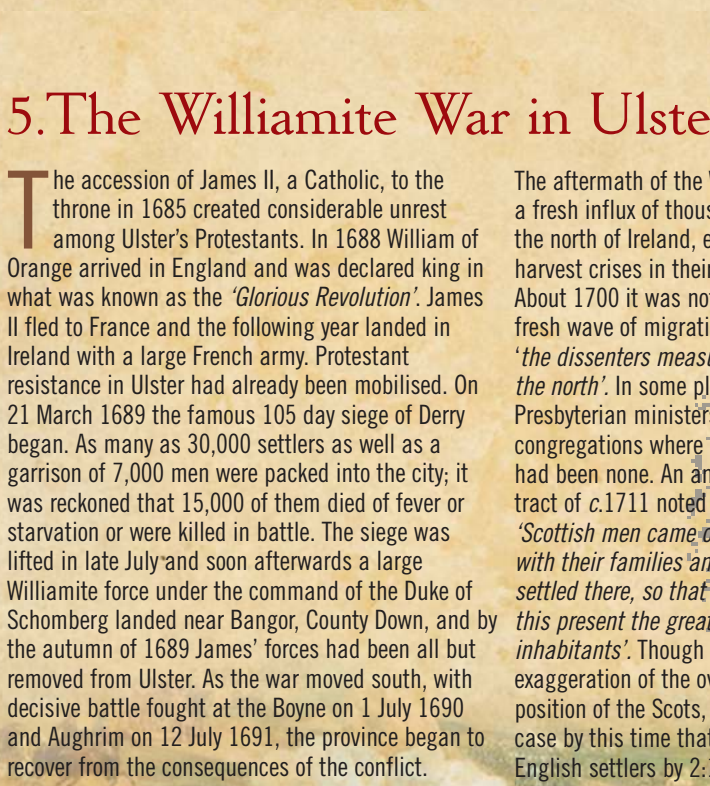 5.The Williamite War in Ulste
The accession of James II, a Catholic, to the
throne in 1685 created considerable unrest
among Ulster's Protestants. In 1688 William of
Orange arrived in England and was declared king in
what was known as the 'Glorious Revolution'. James
II fled to France and the following year landed in
Ireland with a large French army. Protestant
resistance in Ulster had already been mobilised. On
21 March 1689 the famous 105 day siege of Derry
began. As many as 30,000 settlers as well as a
garrison of 7,000 men were packed into the city; it
was reckoned that 15,000 of them died of fever or
starvation or were killed in battle. The siege was
lifted in late July and soon afterwards a large
Williamite force under the command of the Duke of
Schomberg landed near Bangor, County Down, and by
the autumn of 1689 James' forces had been all but
removed from Ulster. As the war moved south, with
decisive battle fought at the Boyne on 1 July 1690
and Aughrim on 12 July 1691, the province began to
recover from the consequences of the conflict.
The aftermath of the
a fresh influx of thous
the north of Ireland, e
harvest crises in their
About 1700 it was no
fresh wave of migrati
'the dissenters measu
the north'. In some pl
Presbyterian minister
congregations where
had been none. An an
tract of c.1711 noted
'Scottish men came o
with their families an
settled there, so that
this present the great
inhabitants'. Though
exaggeration of the ov
position of the Scots,
case by this time that
English settlers by 2: